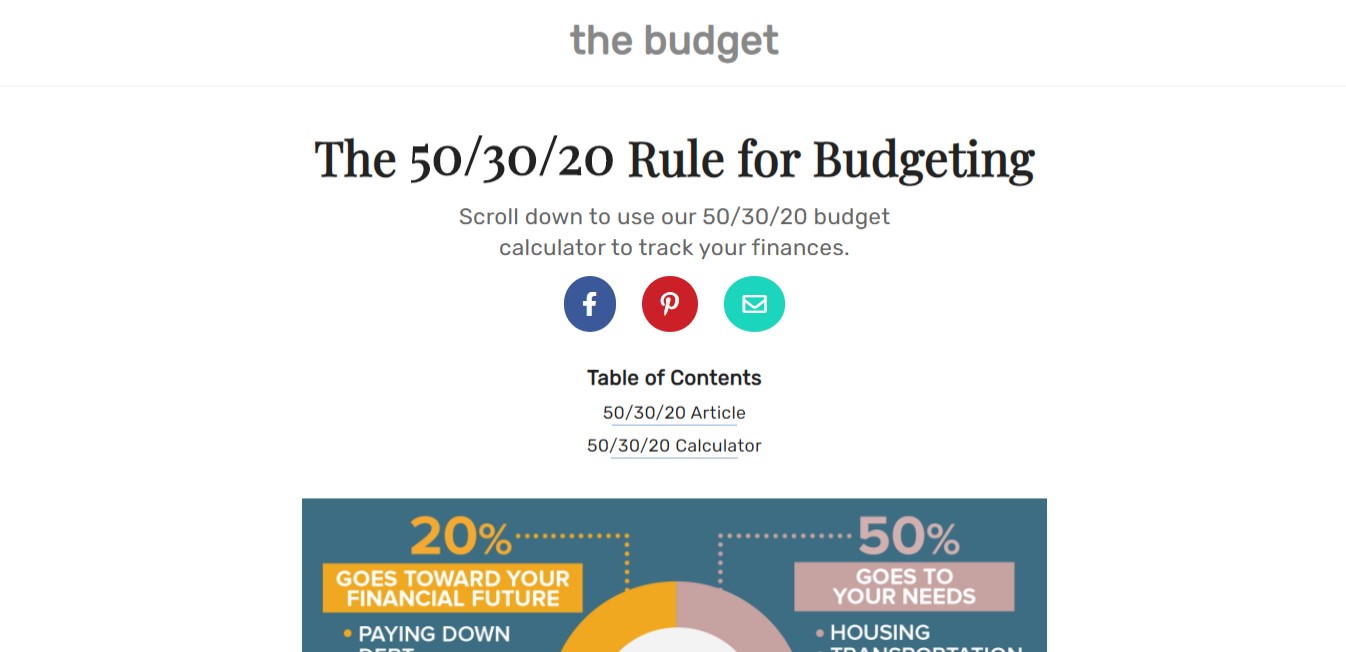 the budget
The 50/30/20 Rule for Budgeting
Scroll down to use our 50/30/20 budget
calculator to track your finances.
Table of Contents
50/30/20 Article
50/30/20 Calculator
20%
GOES TOWARD YOUR
FINANCIAL FUTURE
• PAYING DOWN
DEBT
50%
GOES TO
YOUR NEEDS
• HOUSING
• TRANSPORTATION